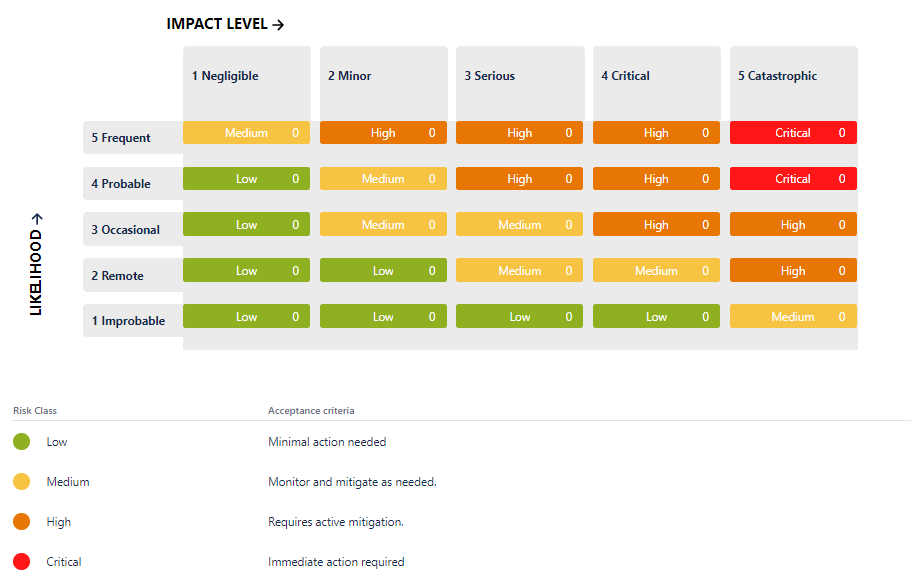 IMPACT LEVEL →
1 Negligible 2 Minor 3 Serious 4 Critical 5 Catastrophic
5 Frequent Medium 0 High 0 High 0 High 0 Critical 0
4 Probable Low 0 Medium 0 High 0 High 0 Critical 0
3 Occasional Low 0 Medium 0 Medium 0 High 0 High 0
2 Remote Low 0 Low 0 Medium 0 Medium 0 High 0
1 Improbable Low 0 Low 0 Low 0 Low 0 Medium 0
LIKELIHOOD →
Risk Class Acceptance criteria
Low Minimal action needed
Medium Monitor and mitigate as needed.
High Requires active mitigation.
Critical Immediate action required